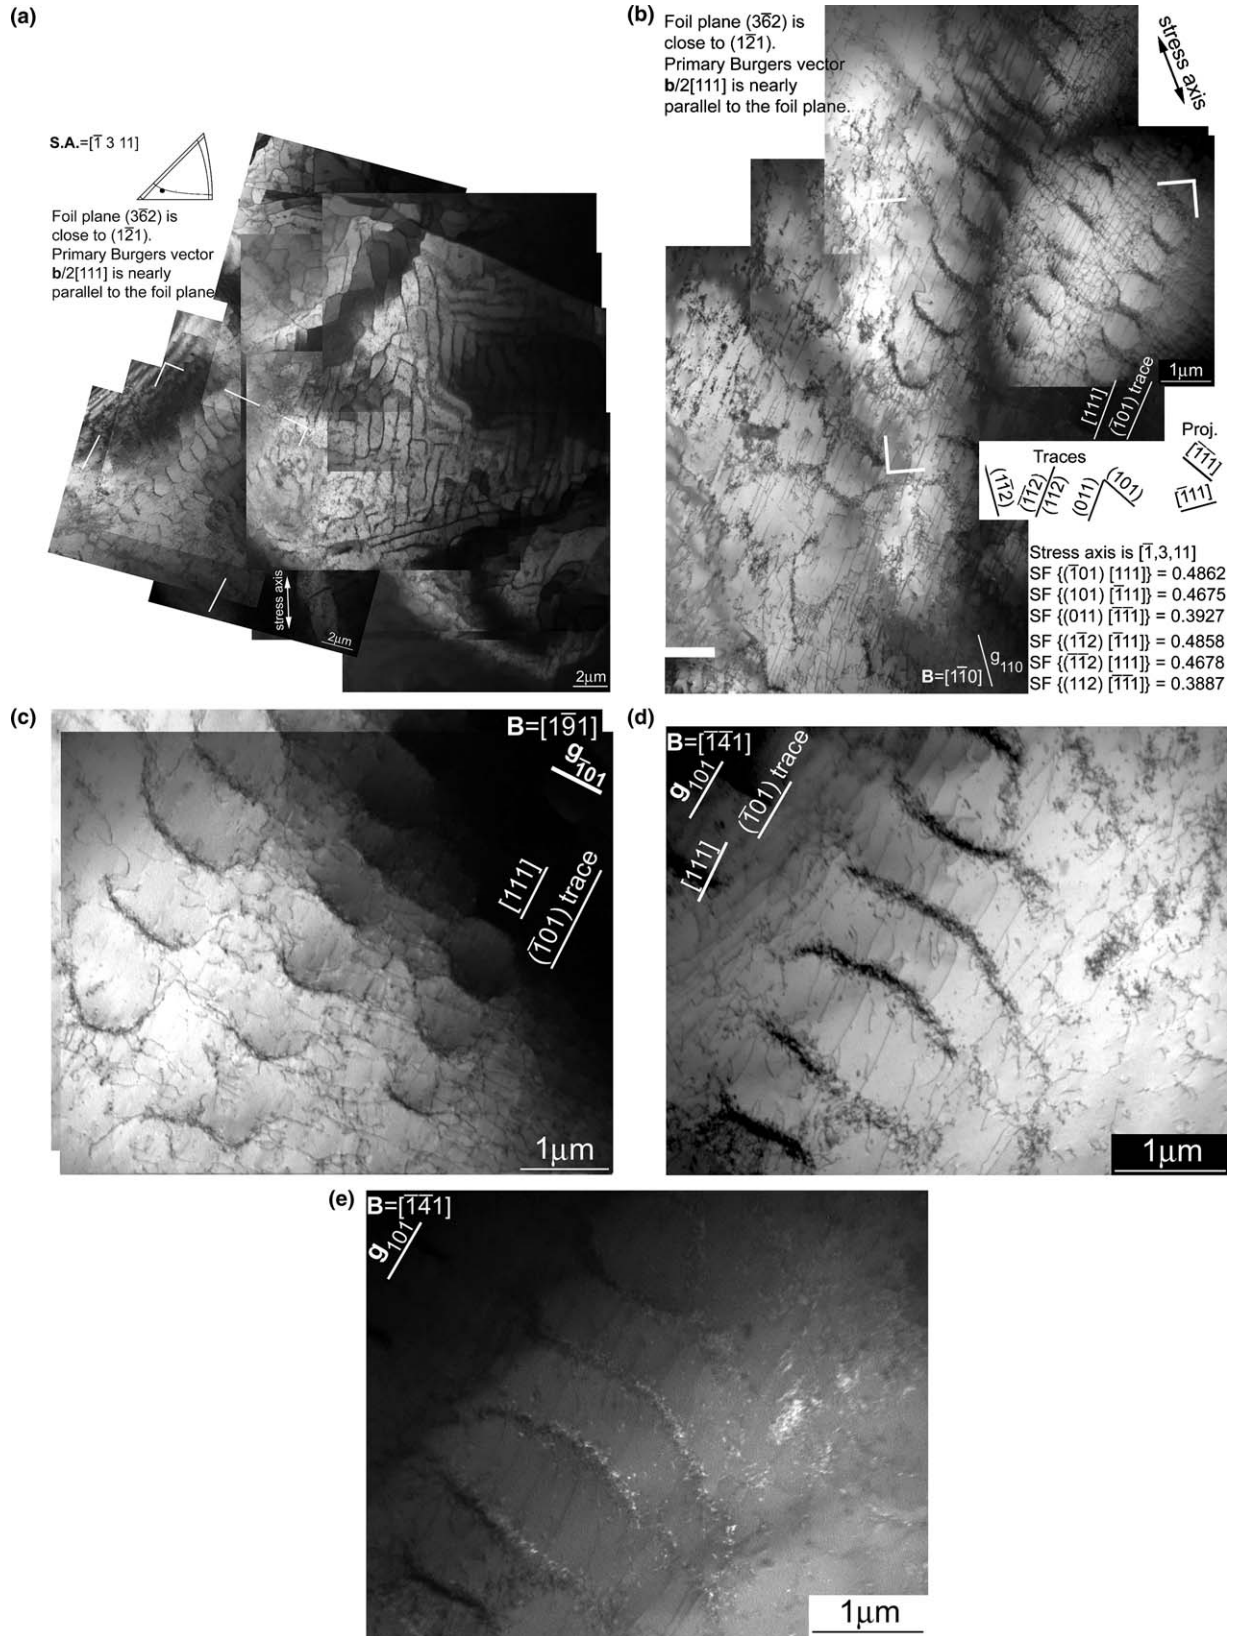 (a)
S.A.=[1̅ 3 11]
Foil plane (36̅2) is
close to (12̅1).
Primary Burgers vector
b/2[111] is nearly
parallel to the foil plane
stress axis
2μm
2μm
(b)
Foil plane (36̅2) is
close to (12̅1).
Primary Burgers vector
b/2[111] is nearly
parallel to the foil plane.
stress axis
1μm
[111]
(1̅01) trace
Traces
(11̅2)
(1̅1̅2)
(112)
(011)
(101)
Proj.
[1̅1̅1]
[1̅11]
Stress axis is [1̅,3,11]
SF {(1̅01) [111]} = 0.4862
SF {(101) [1̅11]} = 0.4675
SF {(011) [1̅1̅1]} = 0.3927
SF {(11̅2) [1̅11]} = 0.4858
SF {(1̅1̅2) [111]} = 0.4678
SF {(112) [1̅1̅1]} = 0.3887
B=[11̅0]
g110
(c)
B=[19̅1]
g1̅01
[111]
(1̅01) trace
1μm
(d)
B=[1̅4̅1]
g101
(1̅01) trace
[111]
1μm
(e)
B=[1̅4̅1]
g101
1μm